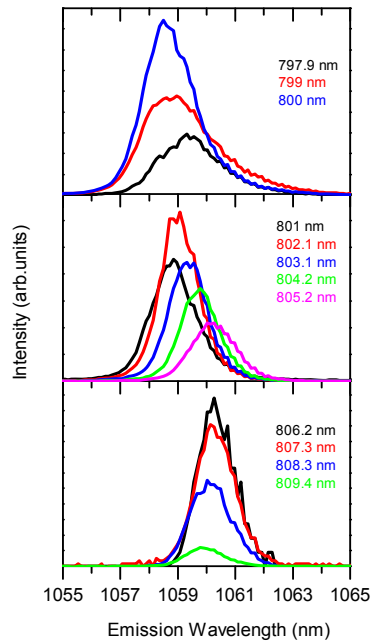 797.9 nm
799 nm
800 nm
801 nm
802.1 nm
803.1 nm
804.2 nm
805.2 nm
806.2 nm
807.3 nm
808.3 nm
809.4 nm
Intensity (arb.units)
1055 1057 1059 1061 1063 1065
Emission Wavelength (nm)